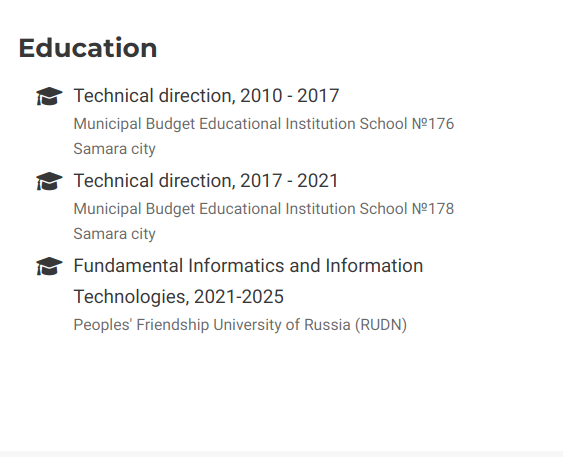 Education
Technical direction, 2010 - 2017
Municipal Budget Educational Institution School №176
Samara city
Technical direction, 2017 - 2021
Municipal Budget Educational Institution School №178
Samara city
Fundamental Informatics and Information
Technologies, 2021-2025
Peoples' Friendship University of Russia (RUDN)